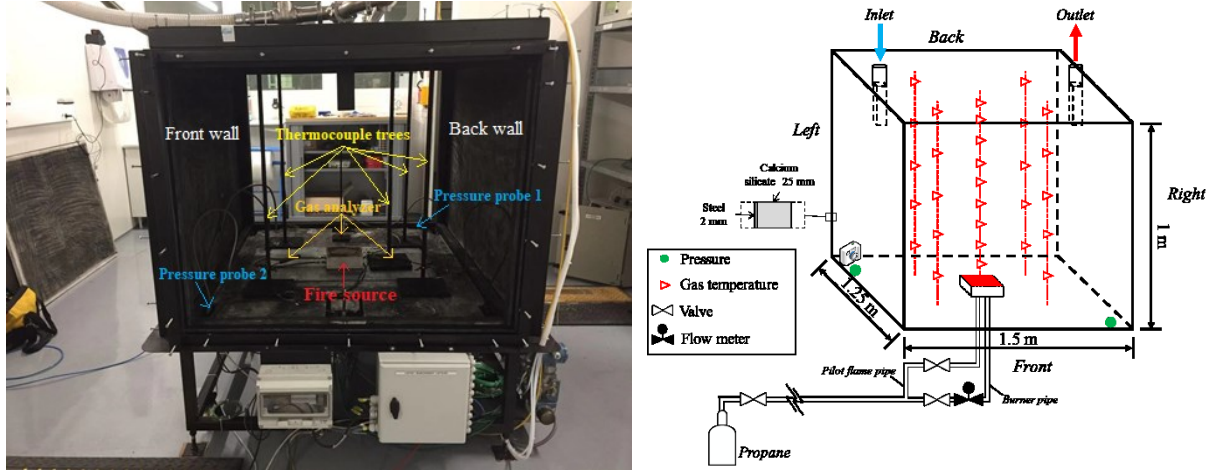 Front wall
Back wall
Thermocouple trees
Pressure probe 1
Gas analyzer
Pressure probe 2
Fire source
Inlet
Outlet
Back
Left
Calcium
silicate 25 mm
Steel
2 mm
Right
1 m
1.25 m
1.5 m
Front
Pressure
Gas temperature
Valve
Flow meter
Pilot flame pipe
Burner pipe
Propane